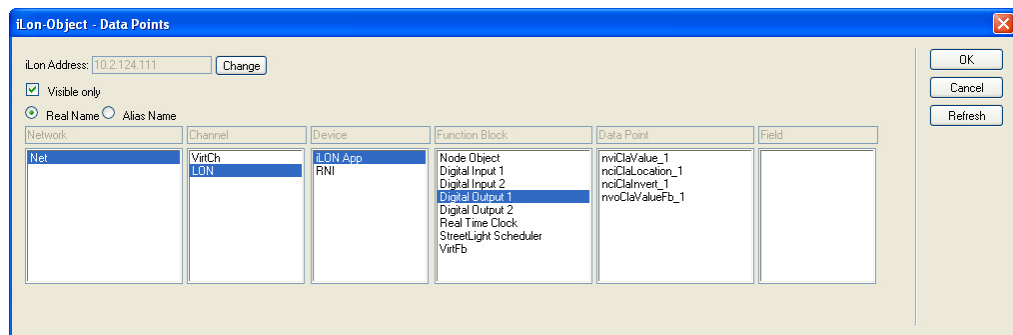 iLon-Object - Data Points
iLon Address: 10.2.124.111 Change
OK
Cancel
Refresh
Visible only
Real Name Alias Name
Network Channel Device Function Block Data Point Field
Net
VirtCh
LON
iLON App
RNI
Node Object
Digital Input 1
Digital Input 2
Digital Output 1
Digital Output 2
Real Time Clock
StreetLight Scheduler
VirtFb
nviClaValue_1
nciClaLocation_1
nciClaInvert_1
nvoClaValueFb_1